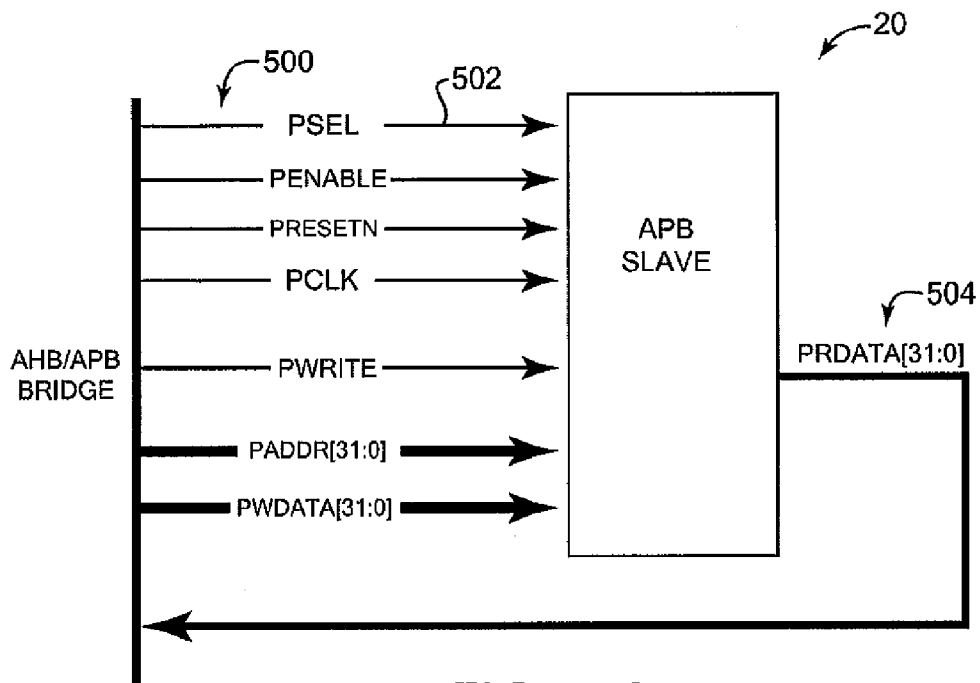 20
500
502
PSEL
PENABLE
PRESETN
PCLK
APB
SLAVE
504
PRDATA[31:0]
AHB/APB
BRIDGE
PWRITE
PADDR[31:0]
PWDATA[31:0]